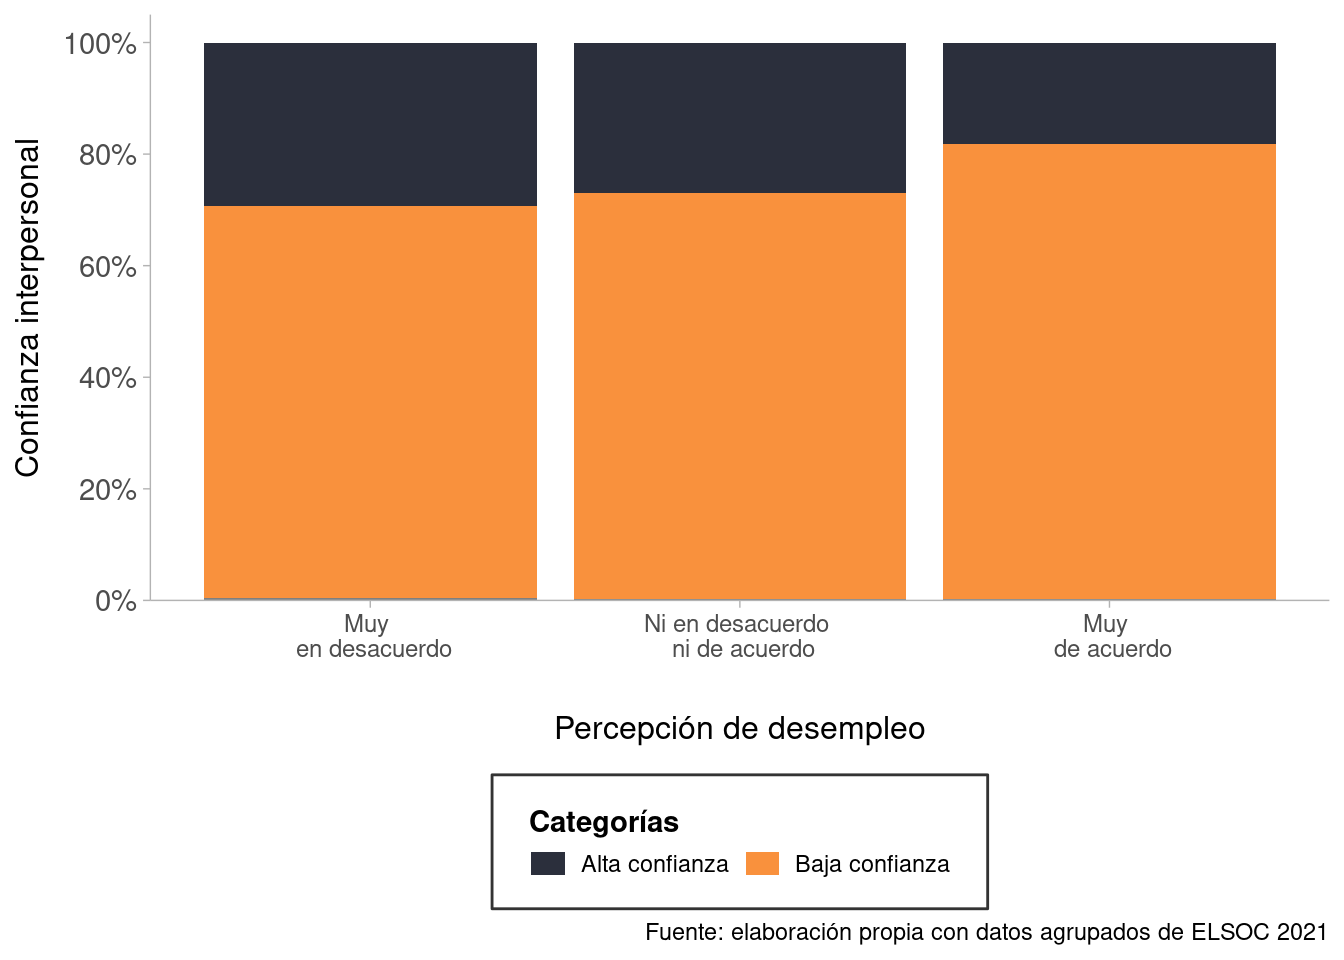 Confianza interpersonal
100%
80%
60%
40%
20%
0%
Muy
en desacuerdo
Ni en desacuerdo
ni de acuerdo
Muy
de acuerdo
Percepción de desempleo
Categorías
Alta confianza
Baja confianza
Fuente: elaboración propia con datos agrupados de ELSOC 2021